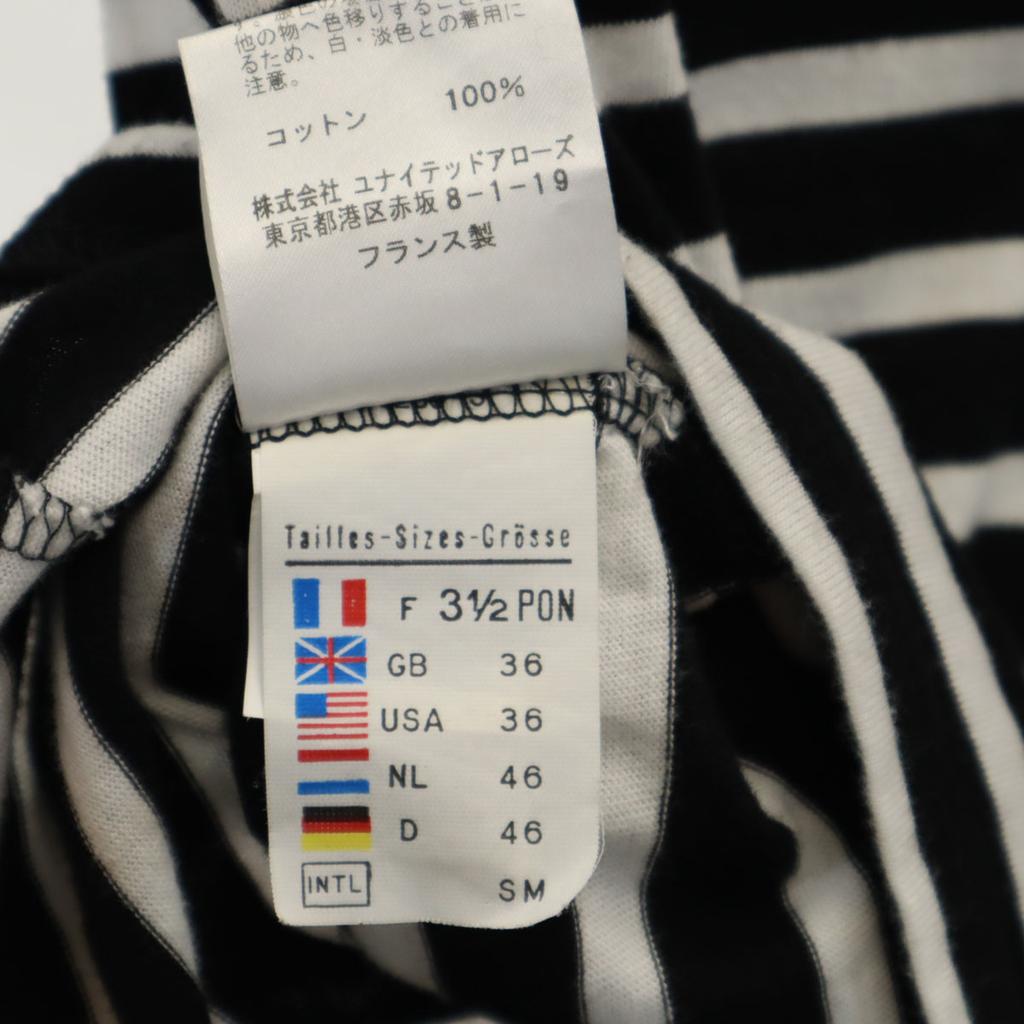 他の物へ色移りすること
るため、白・淡色との着用に
注意。
コットン 100%
株式会社 ユナイテッドアローズ
東京都港区赤坂8-1-19
フランス製
Tailles-Sizes-Grösse
F 3½ PON
GB 36
USA 36
NL 46
D 46
INTL SM